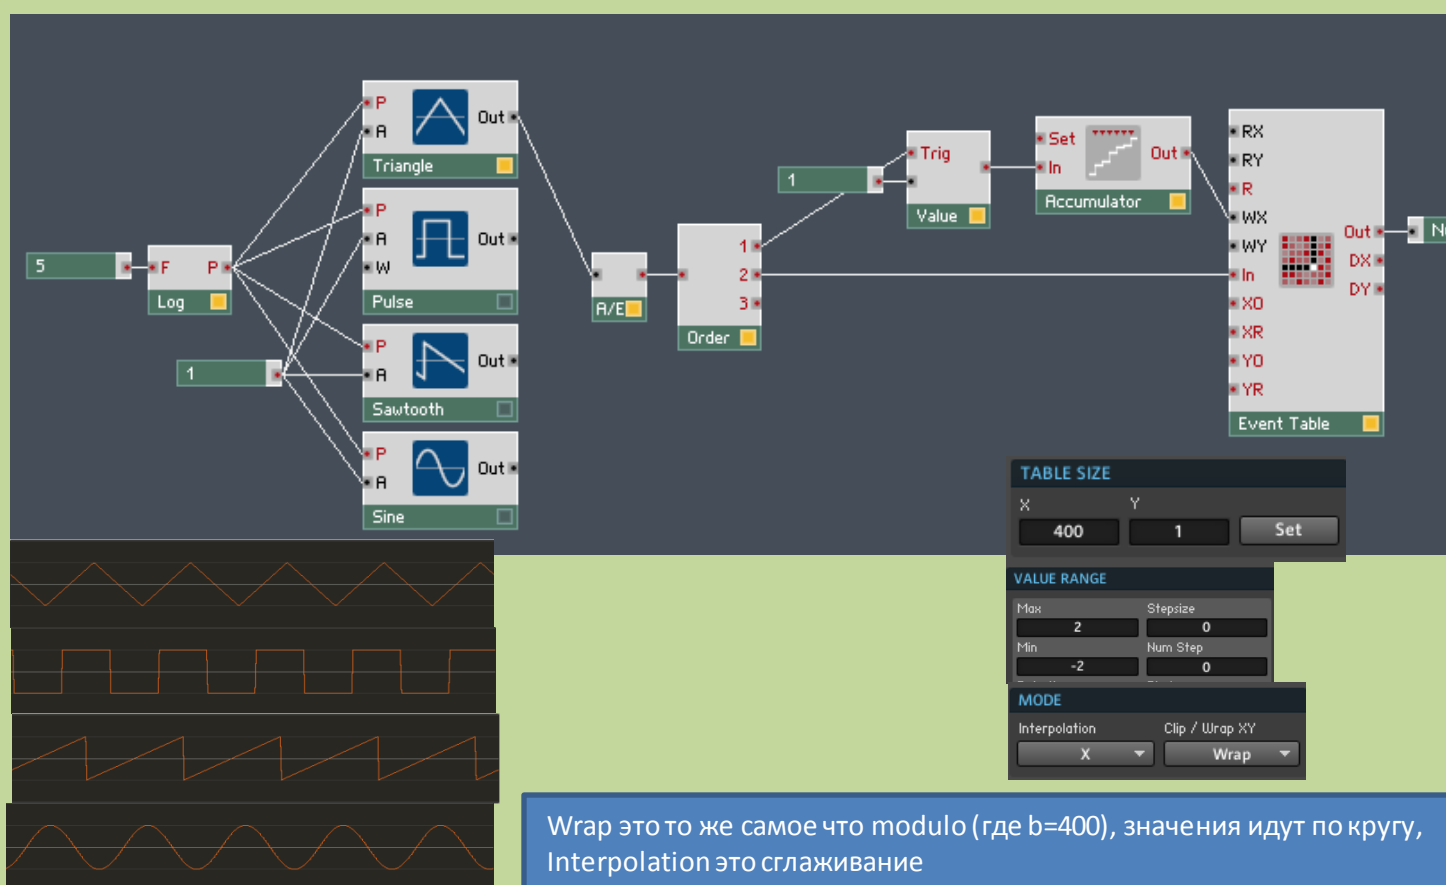 P
A
Out
Triangle
P
A
W
Out
Pulse
P
A
Out
Sawtooth
P
A
Out
Sine
5
F P
Log
1
A/E
1
2
3
Order
1
Trig
Value
Set
In
Out
Accumulator
RX
RY
R
WX
WY
In
XO
XR
YO
YR
Out
DX
DY
Event Table
TABLE SIZE
X Y
400 1 Set
VALUE RANGE
Max Stepsize
2 0
Min Num Step
-2 0
MODE
Interpolation Clip / Wrap XY
X Wrap
Wrap это то же самое что modulo (где b=400), значения идут по кругу,
Interpolation это сглаживание